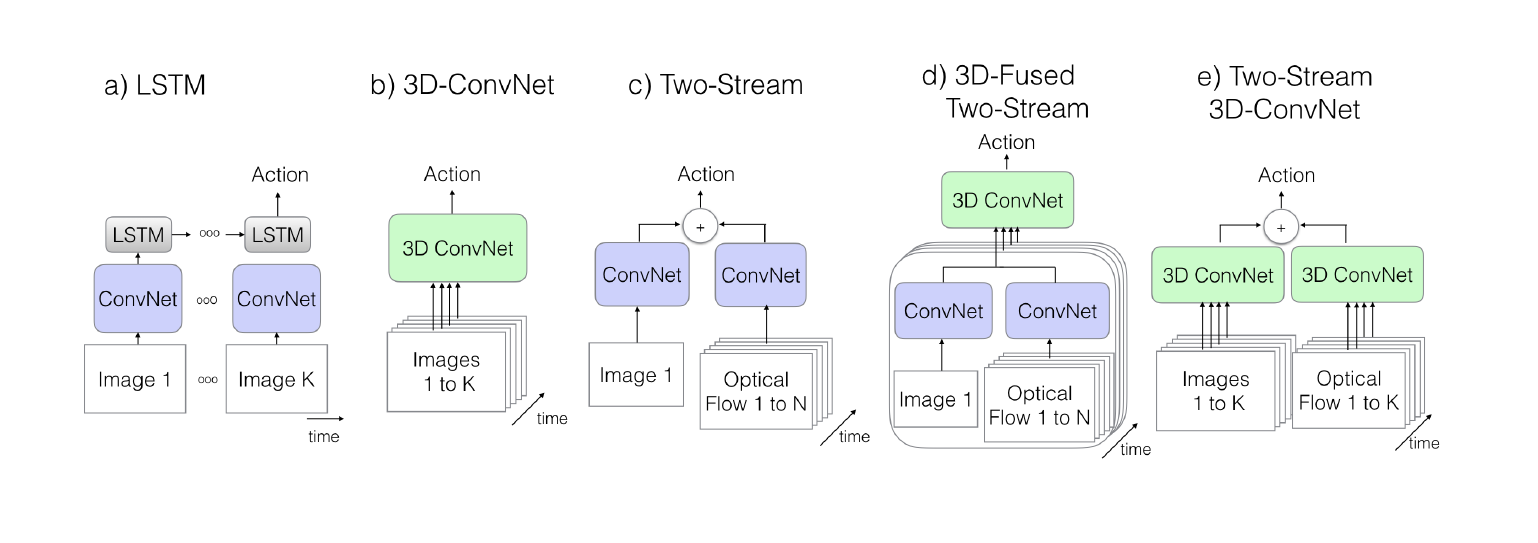 a) LSTM
Action
LSTM ooo LSTM
ConvNet ooo ConvNet
Image 1 ooo Image K
time
b) 3D-ConvNet
Action
3D ConvNet
Images
1 to K
time
c) Two-Stream
Action
+
ConvNet ConvNet
Image 1
Optical
Flow 1 to N
time
d) 3D-Fused
Two-Stream
Action
3D ConvNet
ConvNet ConvNet
Image 1
Optical
Flow 1 to N
time
e) Two-Stream
3D-ConvNet
Action
+
3D ConvNet 3D ConvNet
Images
1 to K
Optical
Flow 1 to K
time